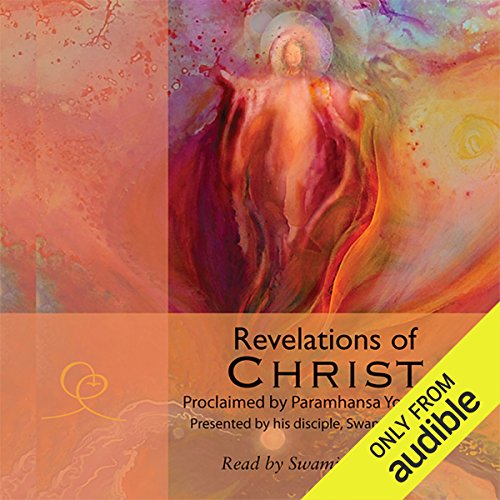 Revelations of
CHRIST
Proclaimed by Paramhansa Yo
Presented by his disciple, Swam
Read by Swami
ONLY FROM
audible